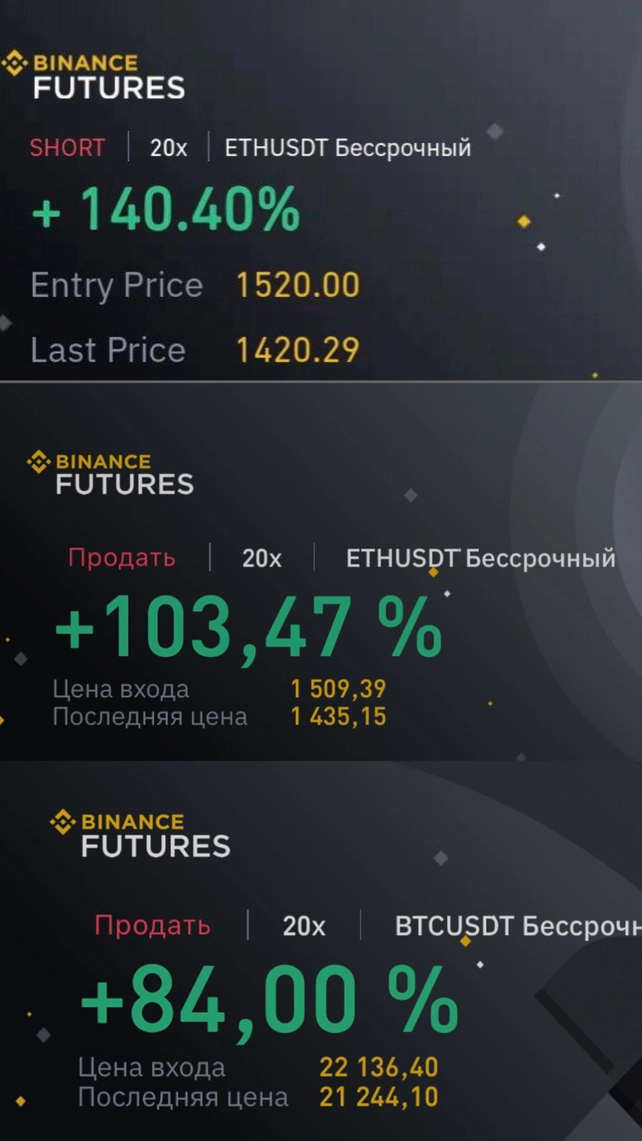 BINANCE
FUTURES
SHORT | 20x | ETHUSDT Бессрочный
+ 140.40%
Entry Price 1520.00
Last Price 1420.29
BINANCE
FUTURES
Продать | 20x | ETHUSDT Бессрочный
+103,47 %
Цена входа 1 509,39
Последняя цена 1 435,15
BINANCE
FUTURES
Продать | 20x | BTCUSDT Бессрочн
+84,00 %
Цена входа 22 136,40
Последняя цена 21 244,10